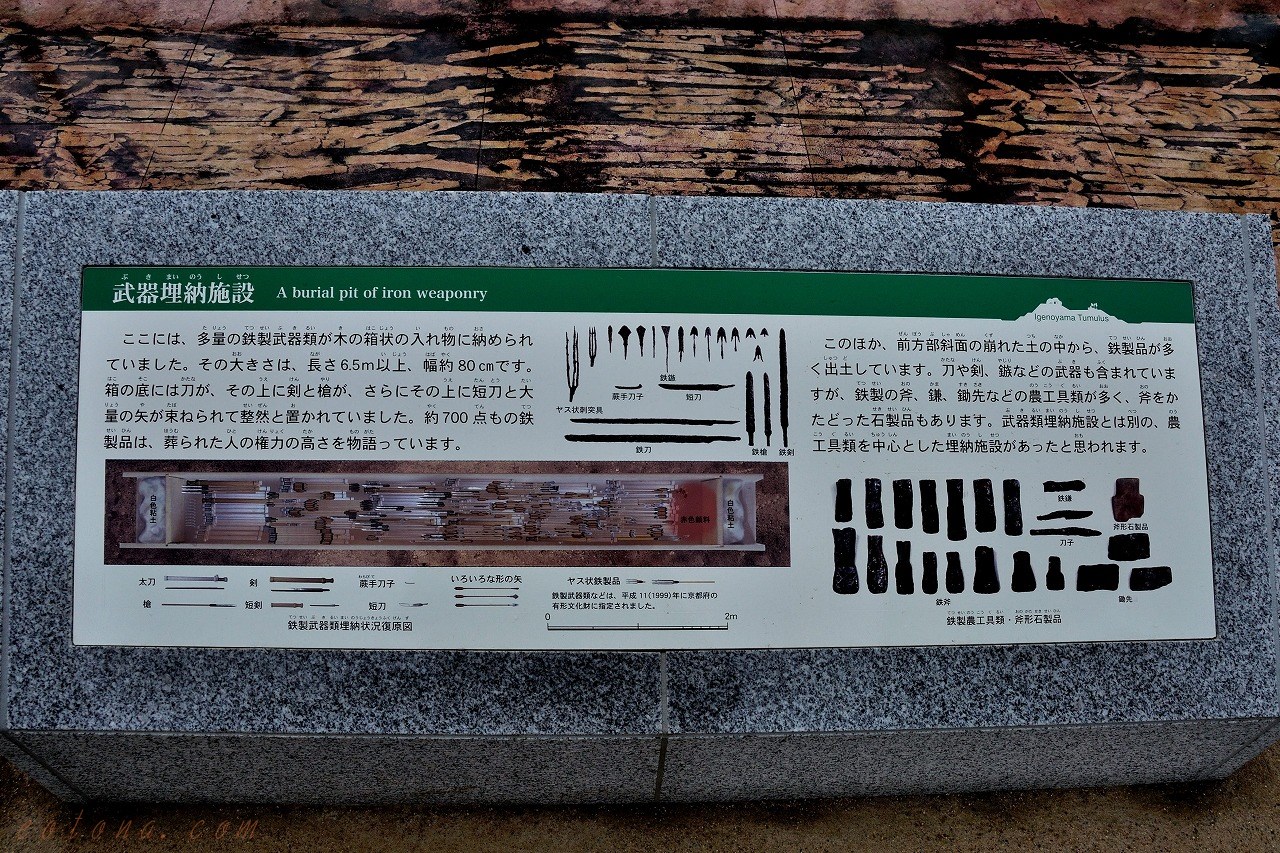 武器埋納施設 A burial pit of iron weaponry
Igenoyama Tumulus
ここには、多量の鉄製武器類が木の箱状の入れ物に納められ
ていました。その大きさは、長さ6.5m以上、幅約80cmです。
箱の底には刀が、その上に剣と槍が、さらにその上に短刀と大
量の矢が束ねられて整然と置かれていました。約700点もの鉄
製品は、葬られた人の権力の高さを物語っています。
ヤス状刺突具
蕨手刀子
鉄鏃
短刀
鉄刀
鉄槍
鉄剣
白色粘土
赤色顔料
白色粘土
太刀
剣
蕨手刀子
いろいろな形の矢
ヤス状鉄製品
槍
短剣
短刀
鉄製武器類などは、平成11(1999)年に京都府の
有形文化財に指定されました。
鉄製武器類埋納状況復原図
0 2m
このほか、前方部斜面の崩れた土の中から、鉄製品が多
く出土しています。刀や剣、鏃などの武器も含まれていま
すが、鉄製の斧、鎌、鋤先などの農工具類が多く、斧をか
たどった石製品もあります。武器類埋納施設とは別の、農
工具類を中心とした埋納施設があったと思われます。
鉄鎌
刀子
斧形石製品
鉄斧
鋤先
鉄製農工具類・斧形石製品
cotona.com